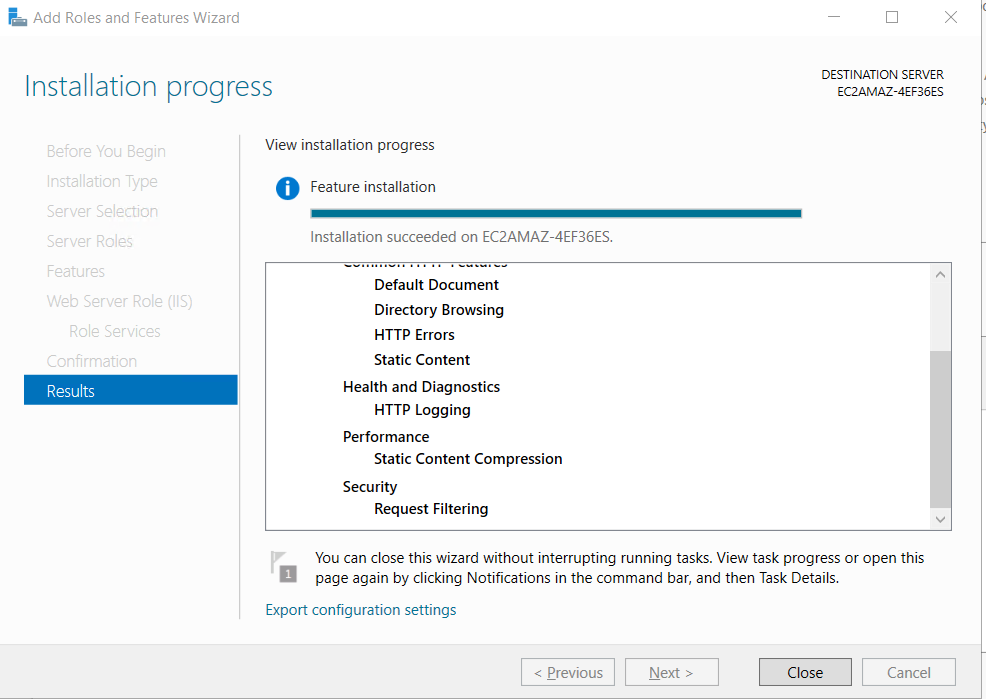 Add Roles and Features Wizard
Installation progress
DESTINATION SERVER
EC2AMAZ-4EF36ES
Before You Begin
Installation Type
Server Selection
Server Roles
Features
Web Server Role (IIS)
Role Services
Confirmation
Results
View installation progress
Feature installation
Installation succeeded on EC2AMAZ-4EF36ES.
Common HTTP Features
Default Document
Directory Browsing
HTTP Errors
Static Content
Health and Diagnostics
HTTP Logging
Performance
Static Content Compression
Security
Request Filtering
1
You can close this wizard without interrupting running tasks. View task progress or open this
page again by clicking Notifications in the command bar, and then Task Details.
Export configuration settings
< Previous
Next >
Close
Cancel